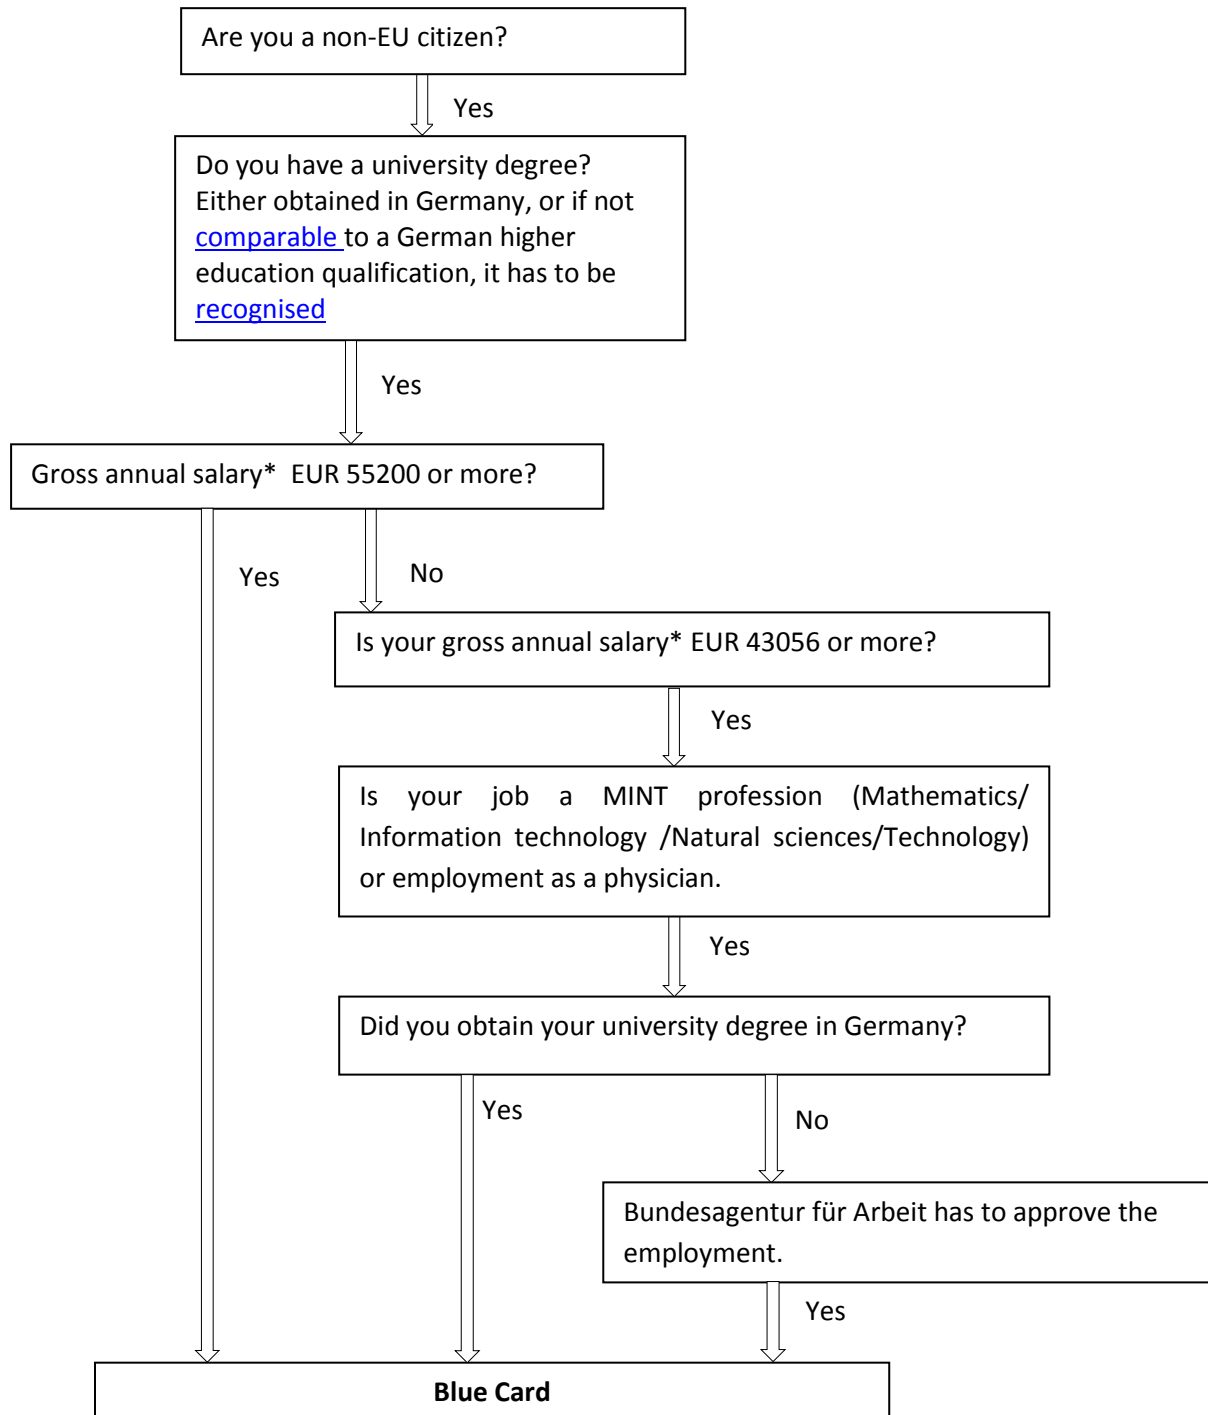 Are you a non-EU citizen?
Yes
Do you have a university degree?
Either obtained in Germany, or if not
comparable to a German higher
education qualification, it has to be
recognised
Yes
Gross annual salary*  EUR 55200 or more?
Yes
No
Is your gross annual salary* EUR 43056 or more?
Yes
Is your job a MINT profession (Mathematics/
Information technology /Natural sciences/Technology)
or employment as a physician.
Yes
Did you obtain your university degree in Germany?
Yes
No
Bundesagentur für Arbeit has to approve the
employment.
Yes
Blue Card